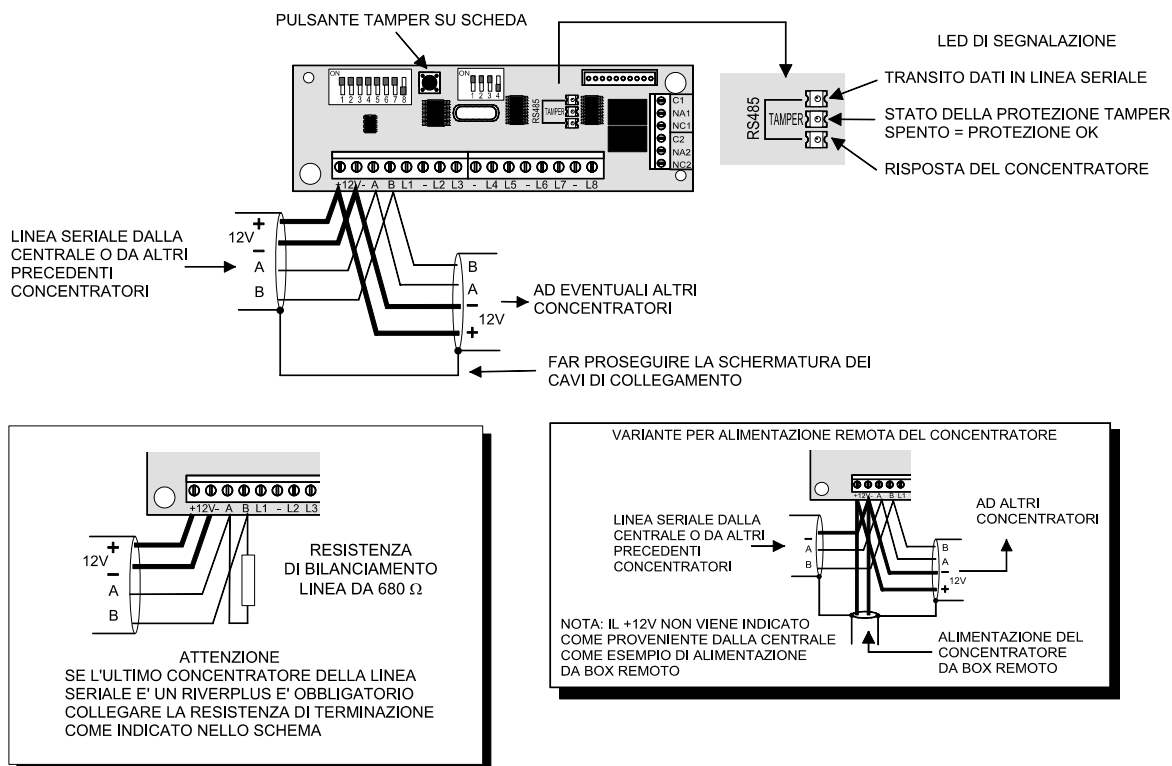 PULSANTE TAMPER SU SCHEDA
LED DI SEGNALAZIONE
ON
1 2 3 4 5 6 7 8
ON
1 2 3 4
RS485
TAMPER
C1
NA1
NC1
C2
NA2
NC2
+12V- A B L1 - L2 L3 - L4 L5 - L6 L7 - L8
RS485
TAMPER
TRANSITO DATI IN LINEA SERIALE
STATO DELLA PROTEZIONE TAMPER
SPENTO = PROTEZIONE OK
RISPOSTA DEL CONCENTRATORE
LINEA SERIALE DALLA
CENTRALE O DA ALTRI
PRECEDENTI
CONCENTRATORI
+
12V
-
A
B
B
A
-
12V
+
AD EVENTUALI ALTRI
CONCENTRATORI
FAR PROSEGUIRE LA SCHERMATURA DEI
CAVI DI COLLEGAMENTO
+12V- A B L1 - L2 L3
+
12V
-
A
B
RESISTENZA
DI BILANCIAMENTO
LINEA DA 680 Ω
ATTENZIONE
SE L'ULTIMO CONCENTRATORE DELLA LINEA
SERIALE E' UN RIVERPLUS E' OBBLIGATORIO
COLLEGARE LA RESISTENZA DI TERMINAZIONE
COME INDICATO NELLO SCHEMA
VARIANTE PER ALIMENTAZIONE REMOTA DEL CONCENTRATORE
+12V- A B L1
LINEA SERIALE DALLA
CENTRALE O DA ALTRI
PRECEDENTI
CONCENTRATORI
-
A
B
B
A
-
12V
+
AD ALTRI
CONCENTRATORI
NOTA: IL +12V NON VIENE INDICATO
COME PROVENIENTE DALLA CENTRALE
COME ESEMPIO DI ALIMENTAZIONE
DA BOX REMOTO
ALIMENTAZIONE DEL
CONCENTRATORE
DA BOX REMOTO